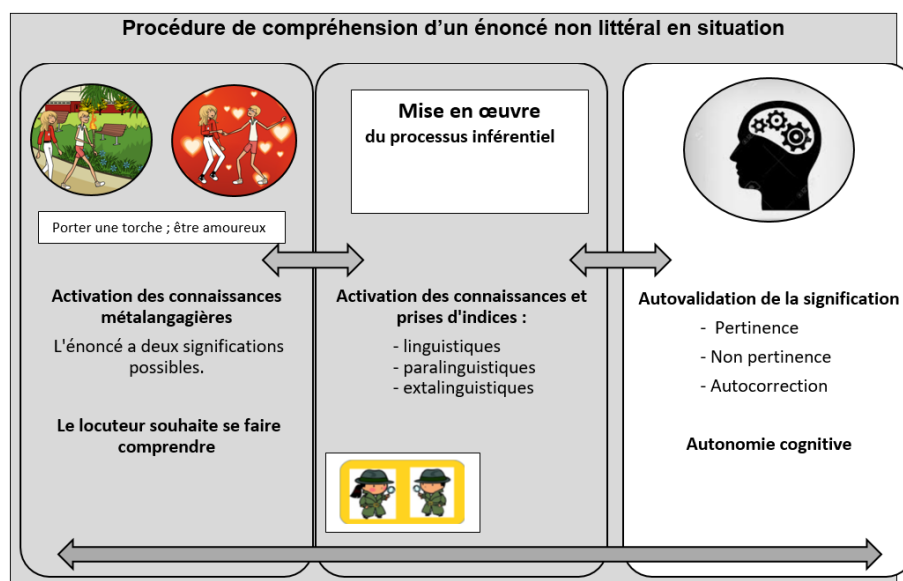 Procédure de compréhension d'un énoncé non littéral en situation
Porter une torche ; être amoureux
Activation des connaissances
métalangagières
L'énoncé a deux significations
possibles.
Le locuteur souhaite se faire
comprendre
Mise en œuvre
du processus inférentiel
Activation des connaissances et
prises d'indices :
- linguistiques
- paralinguistiques
- extalinguistiques
Autovalidation de la signification
- Pertinence
- Non pertinence
- Autocorrection
Autonomie cognitive